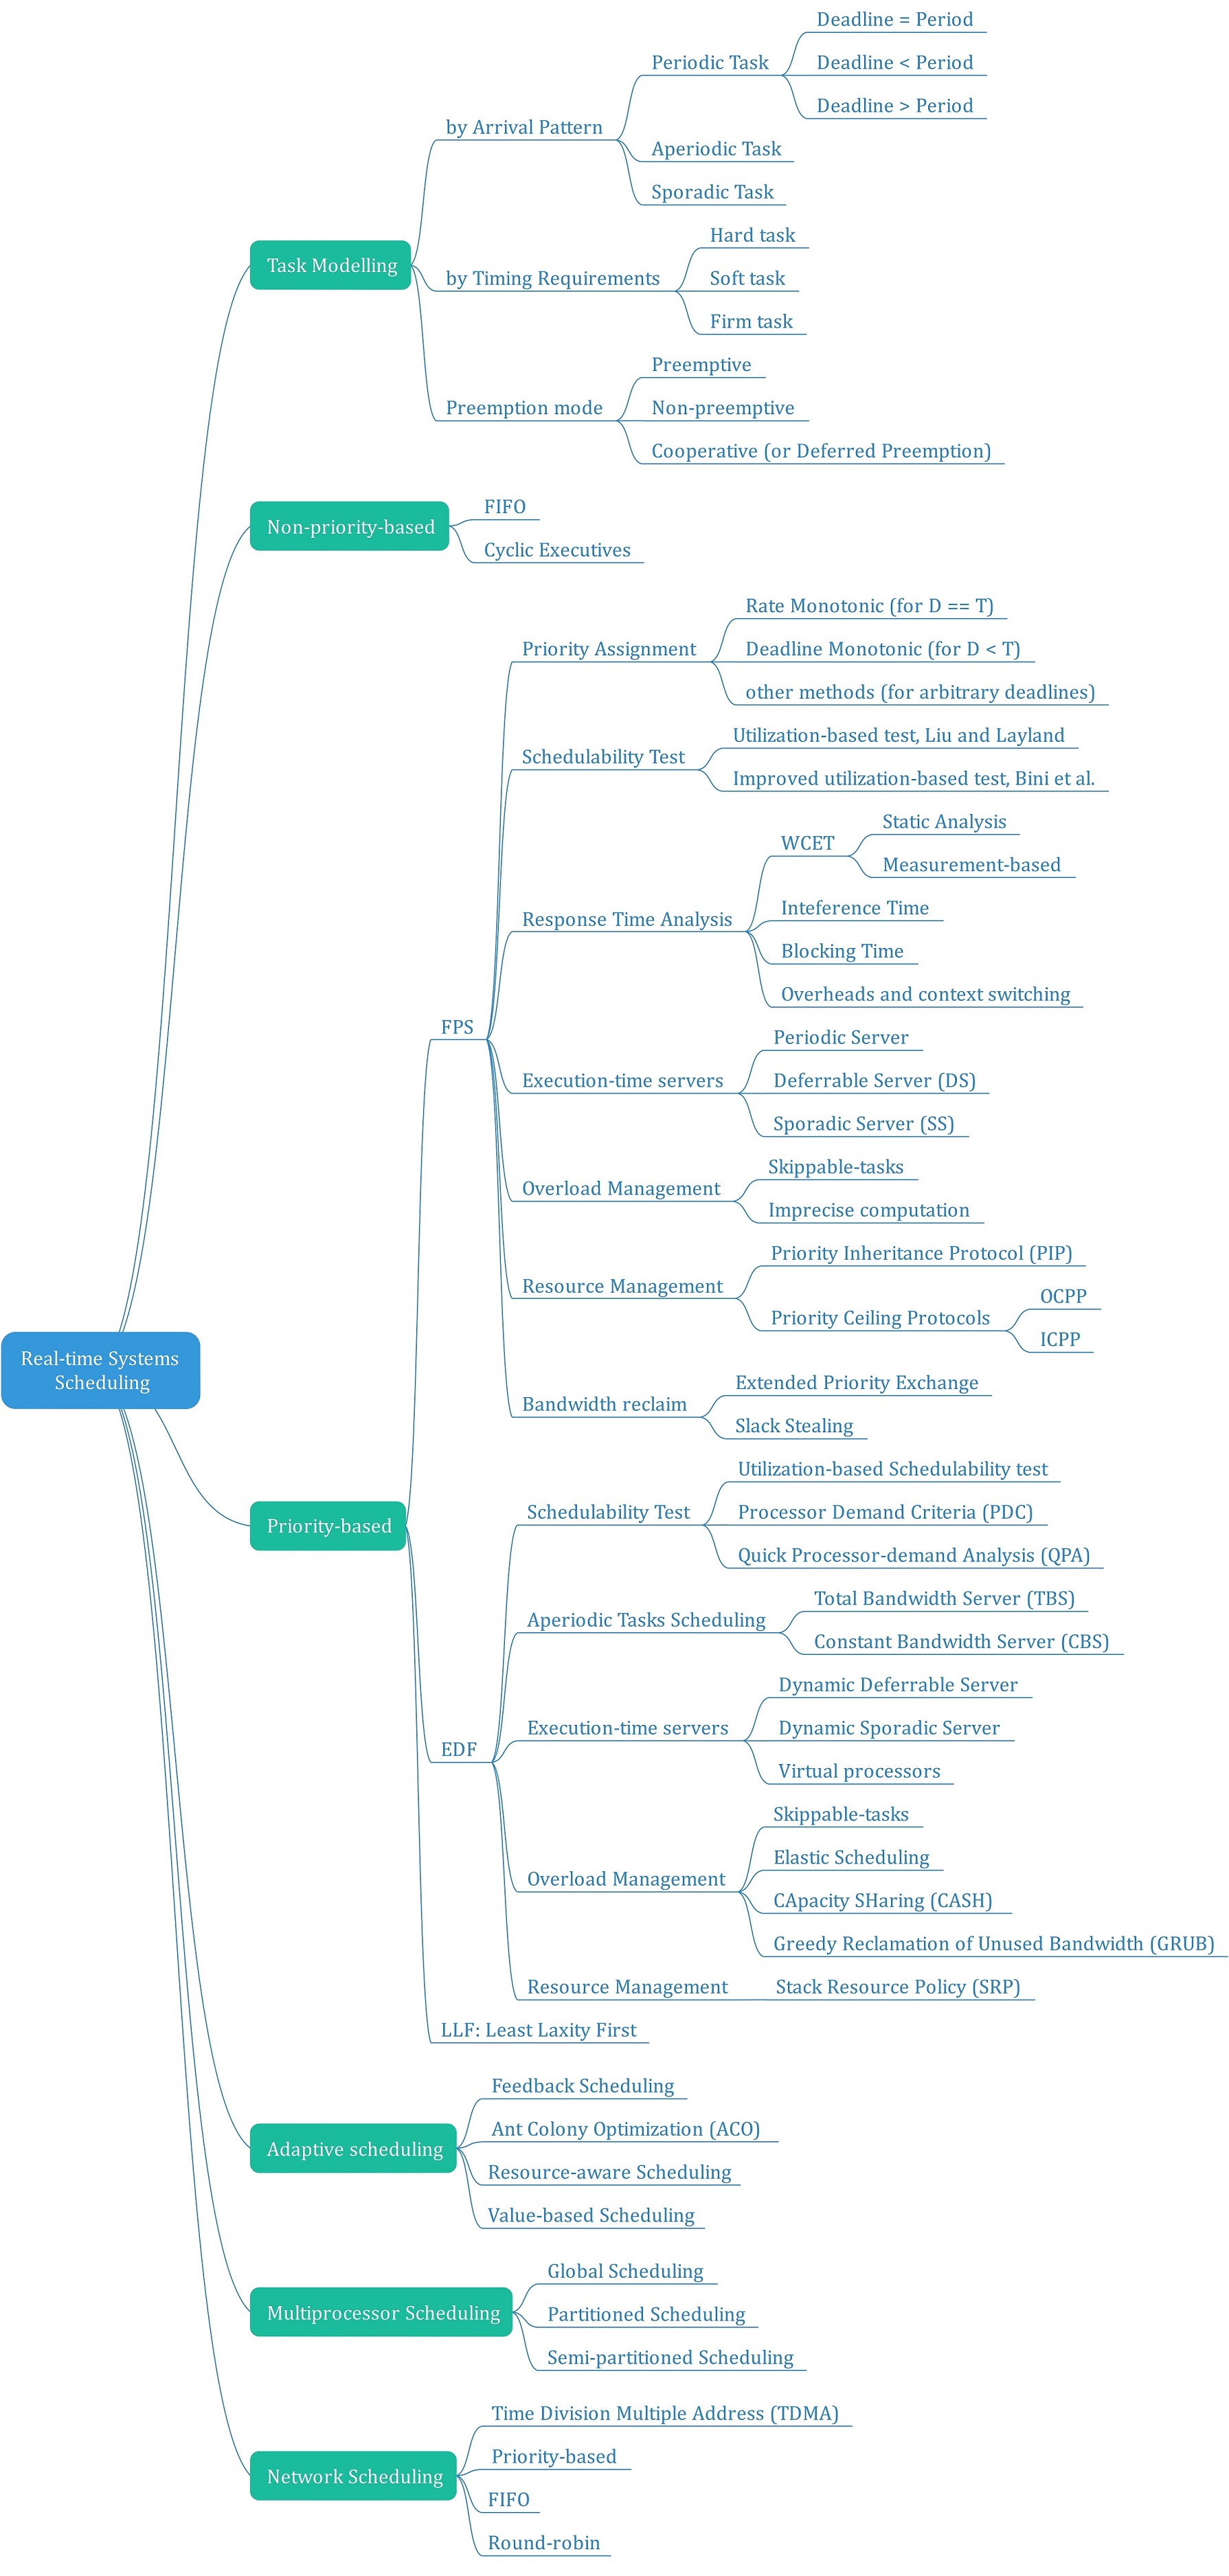 Real-time Systems
Scheduling
Task Modelling
by Arrival Pattern
Periodic Task
Deadline = Period
Deadline < Period
Deadline > Period
Aperiodic Task
Sporadic Task
by Timing Requirements
Hard task
Soft task
Firm task
Preemption mode
Preemptive
Non-preemptive
Cooperative (or Deferred Preemption)
Non-priority-based
FIFO
Cyclic Executives
Priority-based
FPS
Priority Assignment
Rate Monotonic (for D == T)
Deadline Monotonic (for D < T)
other methods (for arbitrary deadlines)
Schedulability Test
Utilization-based test, Liu and Layland
Improved utilization-based test, Bini et al.
Response Time Analysis
WCET
Static Analysis
Measurement-based
Inteference Time
Blocking Time
Overheads and context switching
Execution-time servers
Periodic Server
Deferrable Server (DS)
Sporadic Server (SS)
Overload Management
Skippable-tasks
Imprecise computation
Resource Management
Priority Inheritance Protocol (PIP)
Priority Ceiling Protocols
OCPP
ICPP
Bandwidth reclaim
Extended Priority Exchange
Slack Stealing
EDF
Schedulability Test
Utilization-based Schedulability test
Processor Demand Criteria (PDC)
Quick Processor-demand Analysis (QPA)
Aperiodic Tasks Scheduling
Total Bandwidth Server (TBS)
Constant Bandwidth Server (CBS)
Execution-time servers
Dynamic Deferrable Server
Dynamic Sporadic Server
Virtual processors
Overload Management
Skippable-tasks
Elastic Scheduling
CApacity SHaring (CASH)
Greedy Reclamation of Unused Bandwidth (GRUB)
Resource Management
Stack Resource Policy (SRP)
LLF: Least Laxity First
Adaptive scheduling
Feedback Scheduling
Ant Colony Optimization (ACO)
Resource-aware Scheduling
Value-based Scheduling
Multiprocessor Scheduling
Global Scheduling
Partitioned Scheduling
Semi-partitioned Scheduling
Network Scheduling
Time Division Multiple Address (TDMA)
Priority-based
FIFO
Round-robin